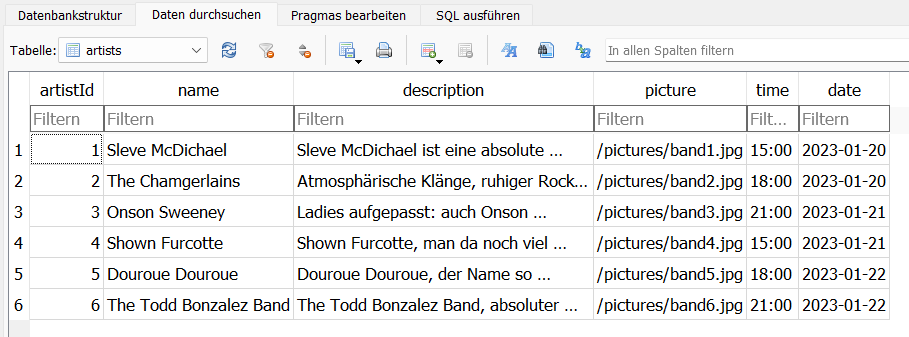 Datenbankstruktur Daten durchsuchen Pragmas bearbeiten SQL ausführen
Tabelle: artists In allen Spalten filtern
artistId name description picture time date
Filtern Filtern Filtern Filtern Filt... Filtern
1 1 Sleve McDichael Sleve McDichael ist eine absolute ... /pictures/band1.jpg 15:00 2023-01-20
2 2 The Chamgerlains Atmosphärische Klänge, ruhiger Rock... /pictures/band2.jpg 18:00 2023-01-20
3 3 Onson Sweeney Ladies aufgepasst: auch Onson ... /pictures/band3.jpg 21:00 2023-01-21
4 4 Shown Furcotte Shown Furcotte, man da noch viel ... /pictures/band4.jpg 15:00 2023-01-21
5 5 Douroue Douroue Douroue Douroue, der Name so ... /pictures/band5.jpg 18:00 2023-01-22
6 6 The Todd Bonzalez Band The Todd Bonzalez Band, absoluter ... /pictures/band6.jpg 21:00 2023-01-22